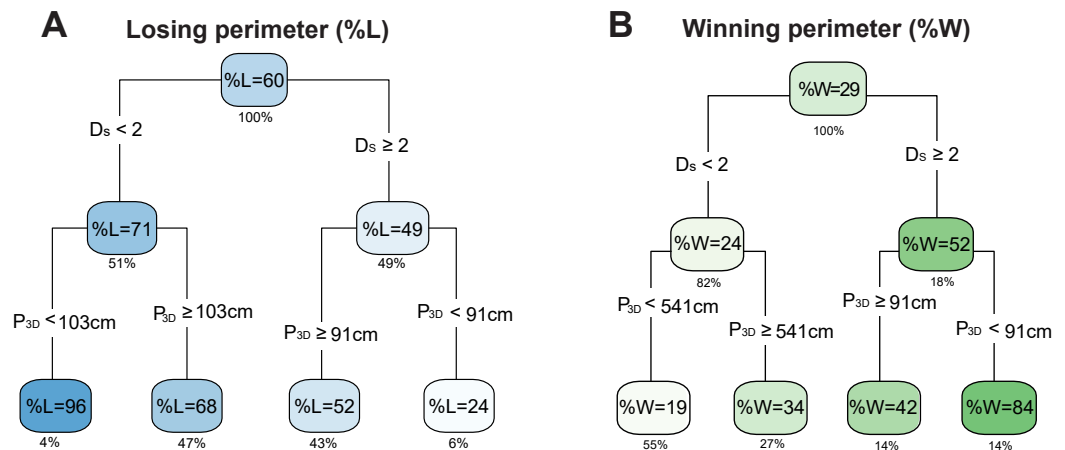 A Losing perimeter (%L)
%L=60
100%
Ds < 2
Ds ≥ 2
%L=71
51%
%L=49
49%
P3D < 103cm
P3D ≥ 103cm
P3D ≥ 91cm
P3D < 91cm
%L=96
4%
%L=68
47%
%L=52
43%
%L=24
6%
B Winning perimeter (%W)
%W=29
100%
Ds < 2
Ds ≥ 2
%W=24
82%
%W=52
18%
P3D < 541cm
P3D ≥ 541cm
P3D ≥ 91cm
P3D < 91cm
%W=19
55%
%W=34
27%
%W=42
14%
%W=84
14%